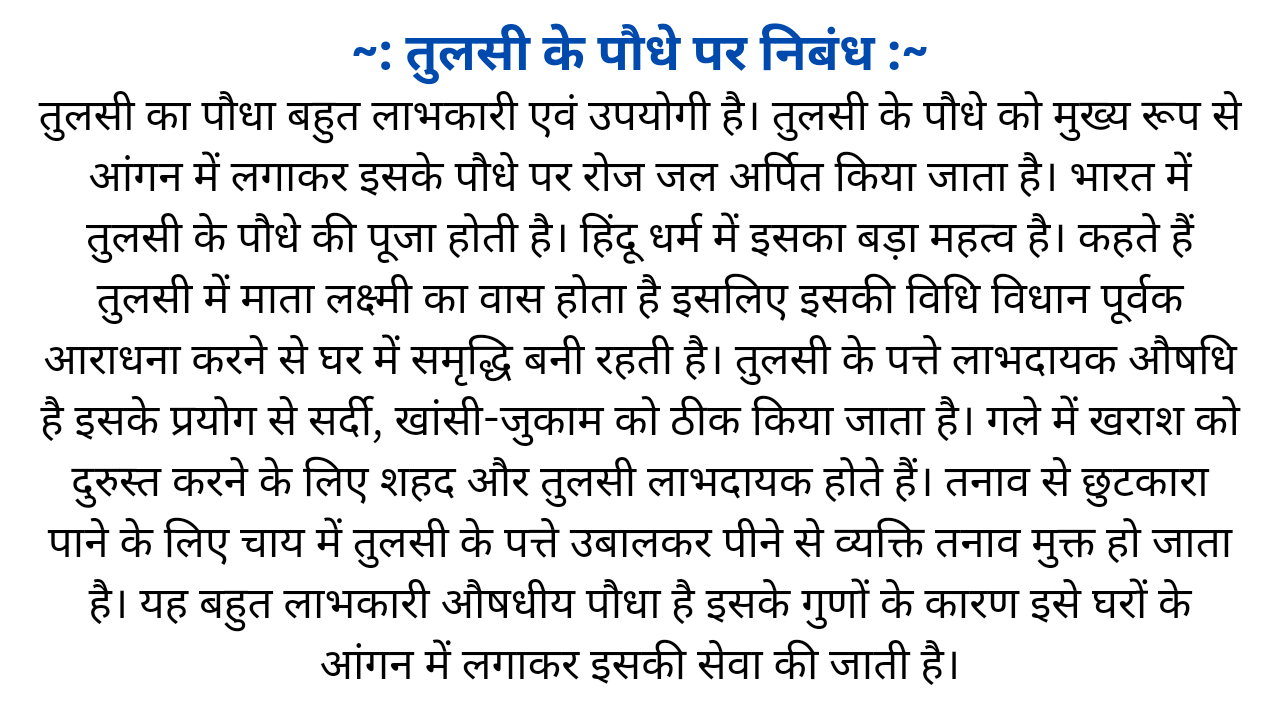 ~: तुलसी के पौधे पर निबंध :~
तुलसी का पौधा बहुत लाभकारी एवं उपयोगी है। तुलसी के पौधे को मुख्य रूप से
आंगन में लगाकर इसके पौधे पर रोज जल अर्पित किया जाता है। भारत में
तुलसी के पौधे की पूजा होती है। हिंदू धर्म में इसका बड़ा महत्व है। कहते हैं
तुलसी में माता लक्ष्मी का वास होता है इसलिए इसकी विधि विधान पूर्वक
आराधना करने से घर में समृद्धि बनी रहती है। तुलसी के पत्ते लाभदायक औषधि
है इसके प्रयोग से सर्दी, खांसी-जुकाम को ठीक किया जाता है। गले में खराश को
दुरुस्त करने के लिए शहद और तुलसी लाभदायक होते हैं। तनाव से छुटकारा
पाने के लिए चाय में तुलसी के पत्ते उबालकर पीने से व्यक्ति तनाव मुक्त हो जाता
है। यह बहुत लाभकारी औषधीय पौधा है इसके गुणों के कारण इसे घरों के
आंगन में लगाकर इसकी सेवा की जाती है।